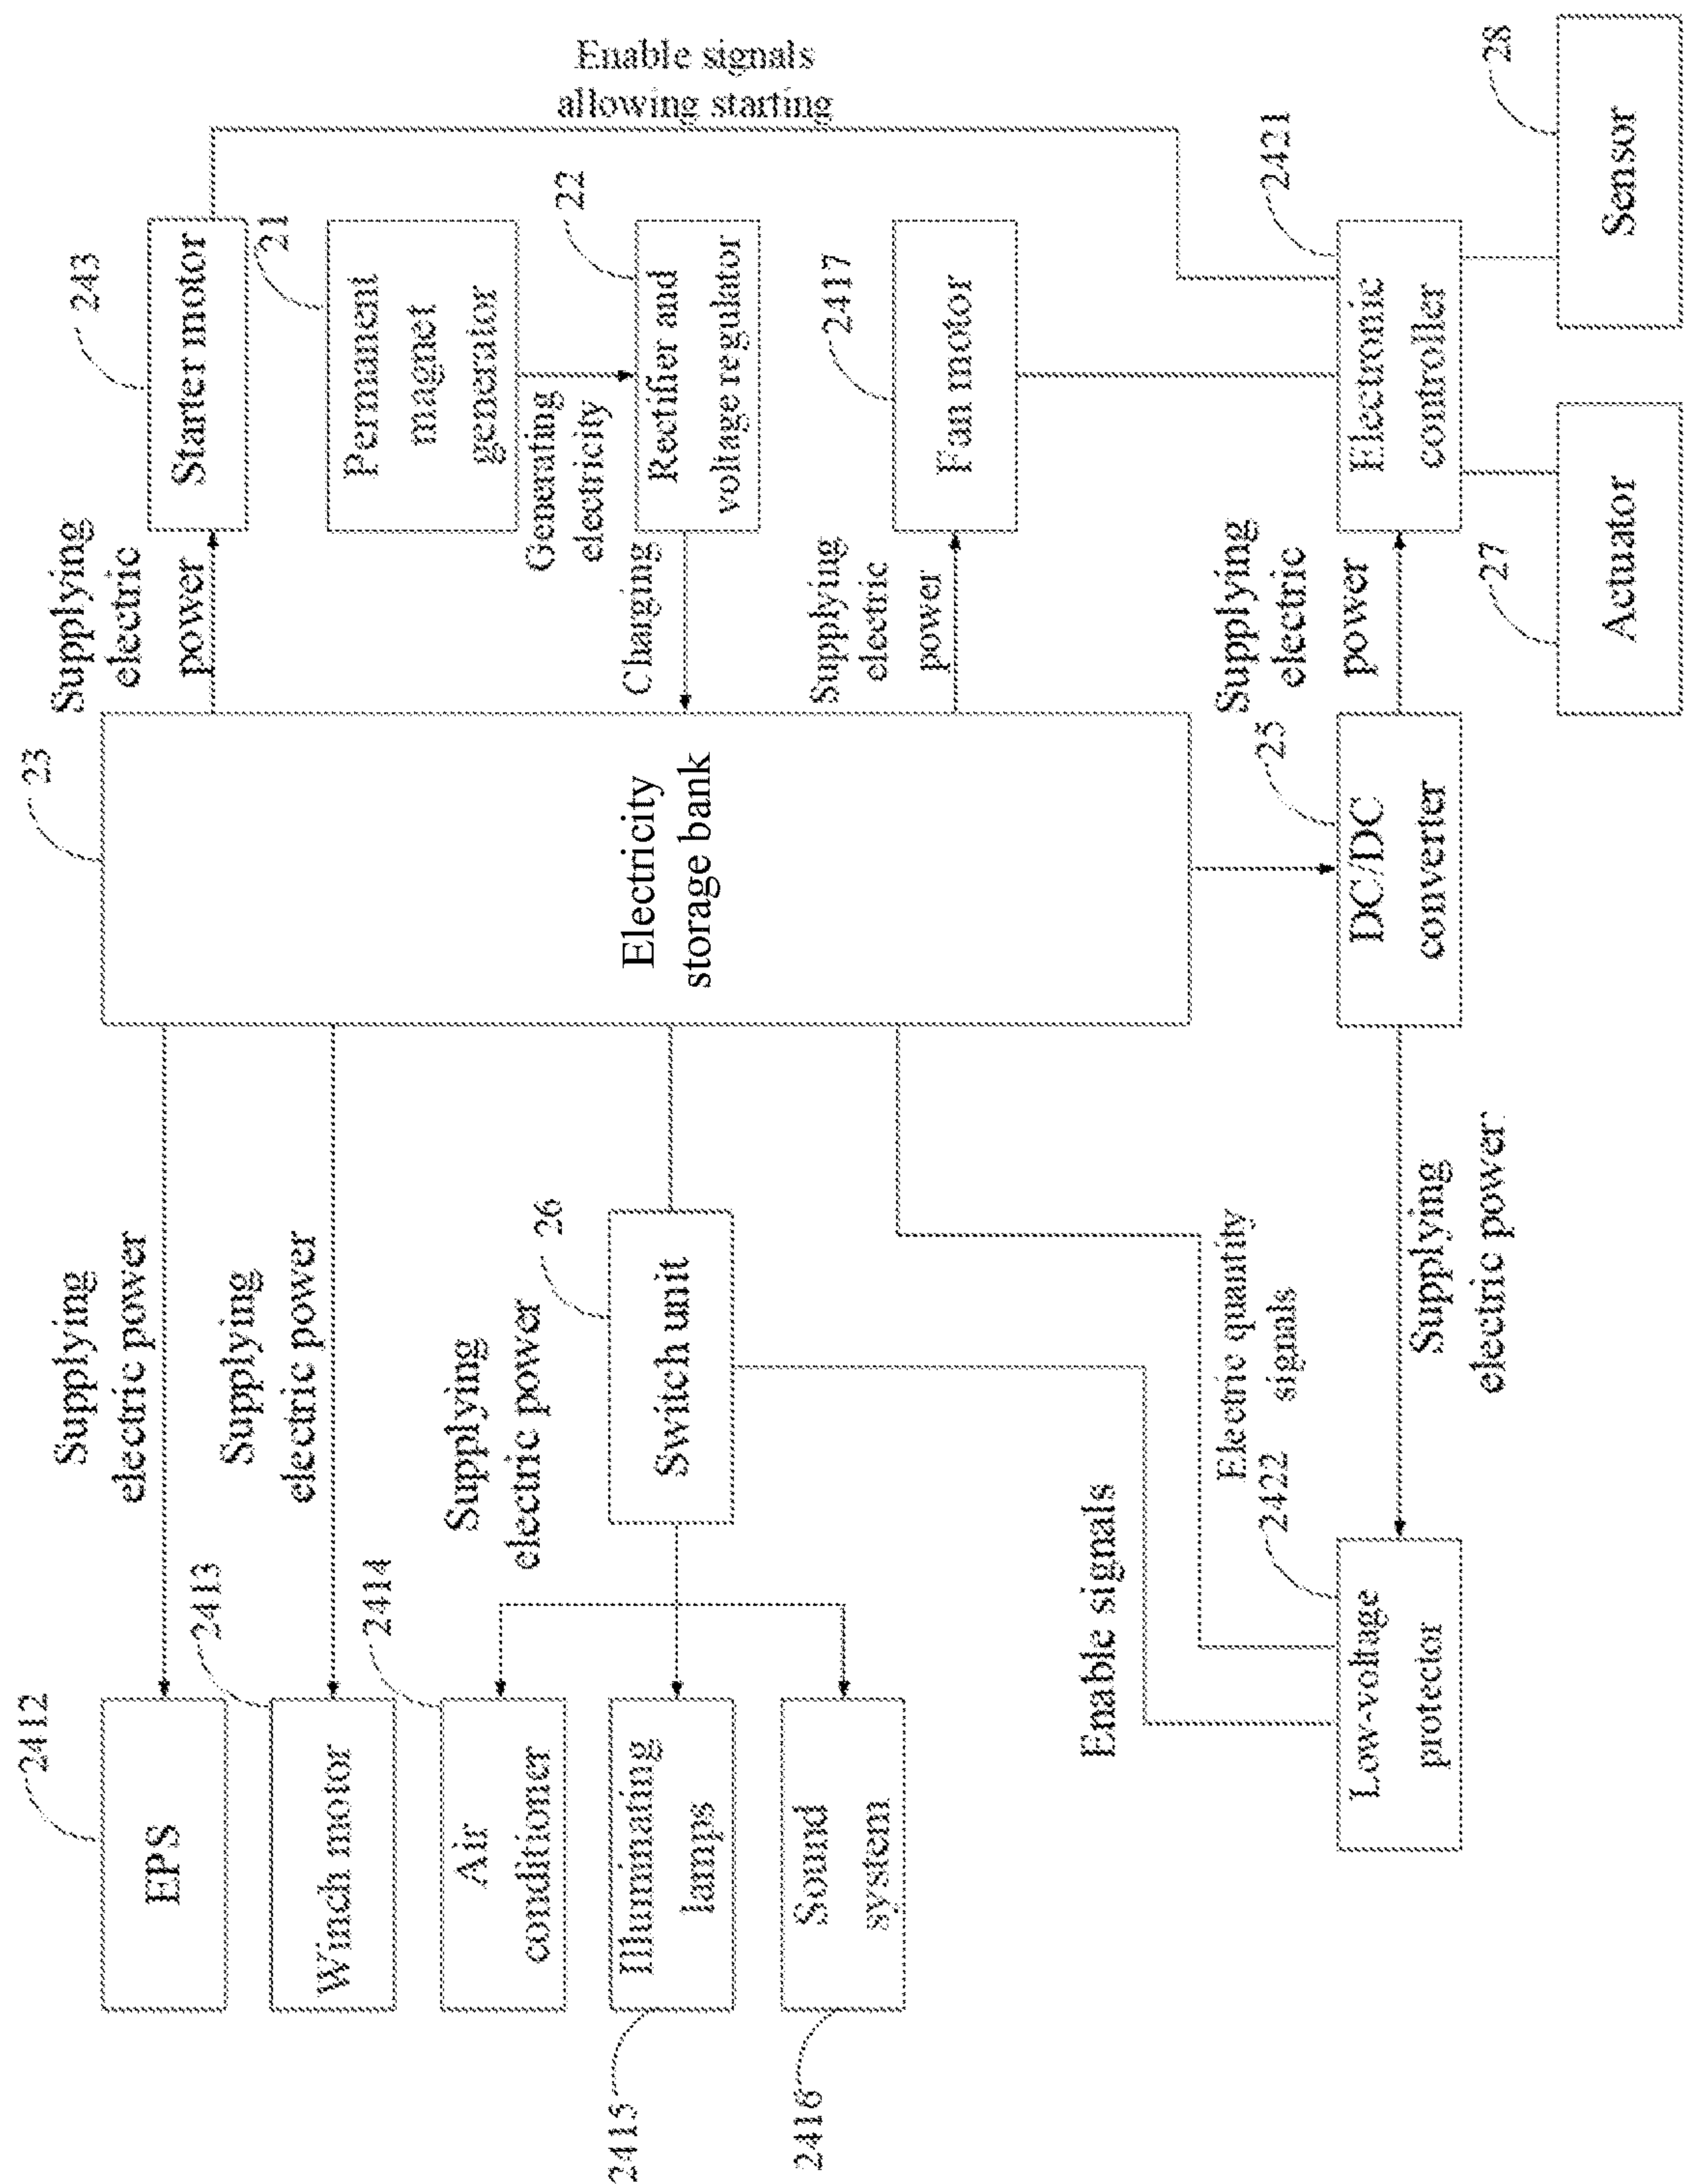 2412
EPS
2413
Winch motor
2414
Air
conditioner
2415
Illuminating
lamps
2416
Sound
system
Supplying
electric power
Supplying
electric power
Supplying
electric power
26
Switch unit
Enable signals
Electric quantity
signals
2422
Low-voltage
protector
Supplying
electric power
23
Electricity
storage bank
25
DC/DC
converter
Supplying
electric
power
Charging
Supplying
electric
power
Supplying
electric
power
243
Starter motor
21
Permanent
magnet
generator
Generating
electricity
22
Rectifier and
voltage regulator
2417
Fan motor
2421
Electronic
controller
27
Actuator
28
Sensor
Enable signals
allowing starting